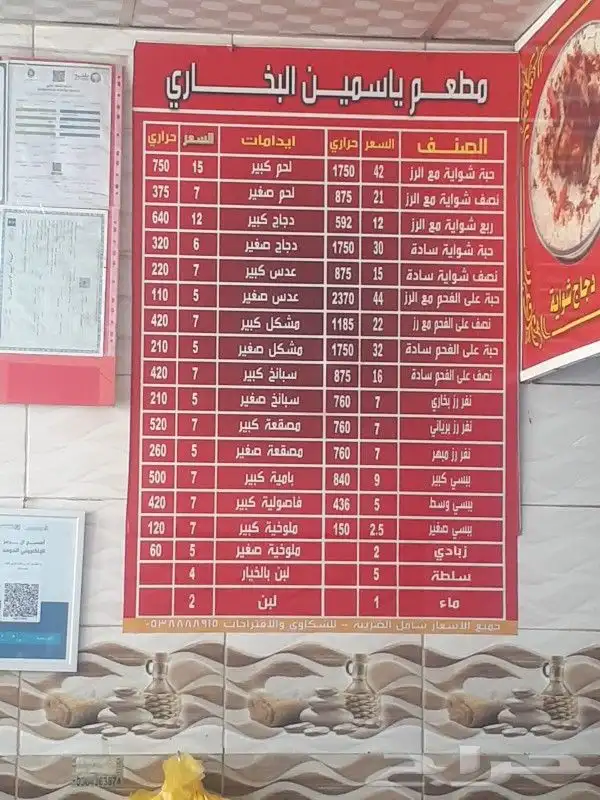 مطعم ياسمين البخاري
الصنف السعر حراري ايدامات السعر حراري
حبة شواية مع الرز 42 1750 لحم كبير 15 750
نصف شواية مع الرز 21 875 لحم صغير 7 375
ربع شواية مع الرز 12 592 دجاج كبير 12 640
حبة شواية سادة 30 1750 دجاج صغير 6 320
نصف شواية سادة 15 875 عدس كبير 7 220
حبة على الفحم مع الرز 44 2370 عدس صغير 5 110
نصف على الفحم مع رز 22 1185 مشكل كبير 7 420
حبة على الفحم سادة 32 1750 مشكل صغير 5 210
نصف على الفحم سادة 16 875 سبانخ كبير 7 420
نفر رز بخاري 7 760 سبانخ صغير 5 210
نفر رز برياني 7 760 مصقعة كبير 7 520
نفر رز مبهر 7 760 مصقعة صغير 5 260
بيبسي كبير 9 840 بامية كبير 7 500
بيبسي وسط 5 436 فاصولية كبير 7 420
بيبسي صغير 2.5 150 ملوخية كبير 7 120
زبادي 2 ملوخية صغير 5 60
سلطة 5 لبن بالخيار 4
ماء 1 لبن 2
جميع الأسعار شامل الضريبة - للشكاوي والاقتراحات ٠٥٣٨٨٨٨٩١٥
دجاج شواية
حراج